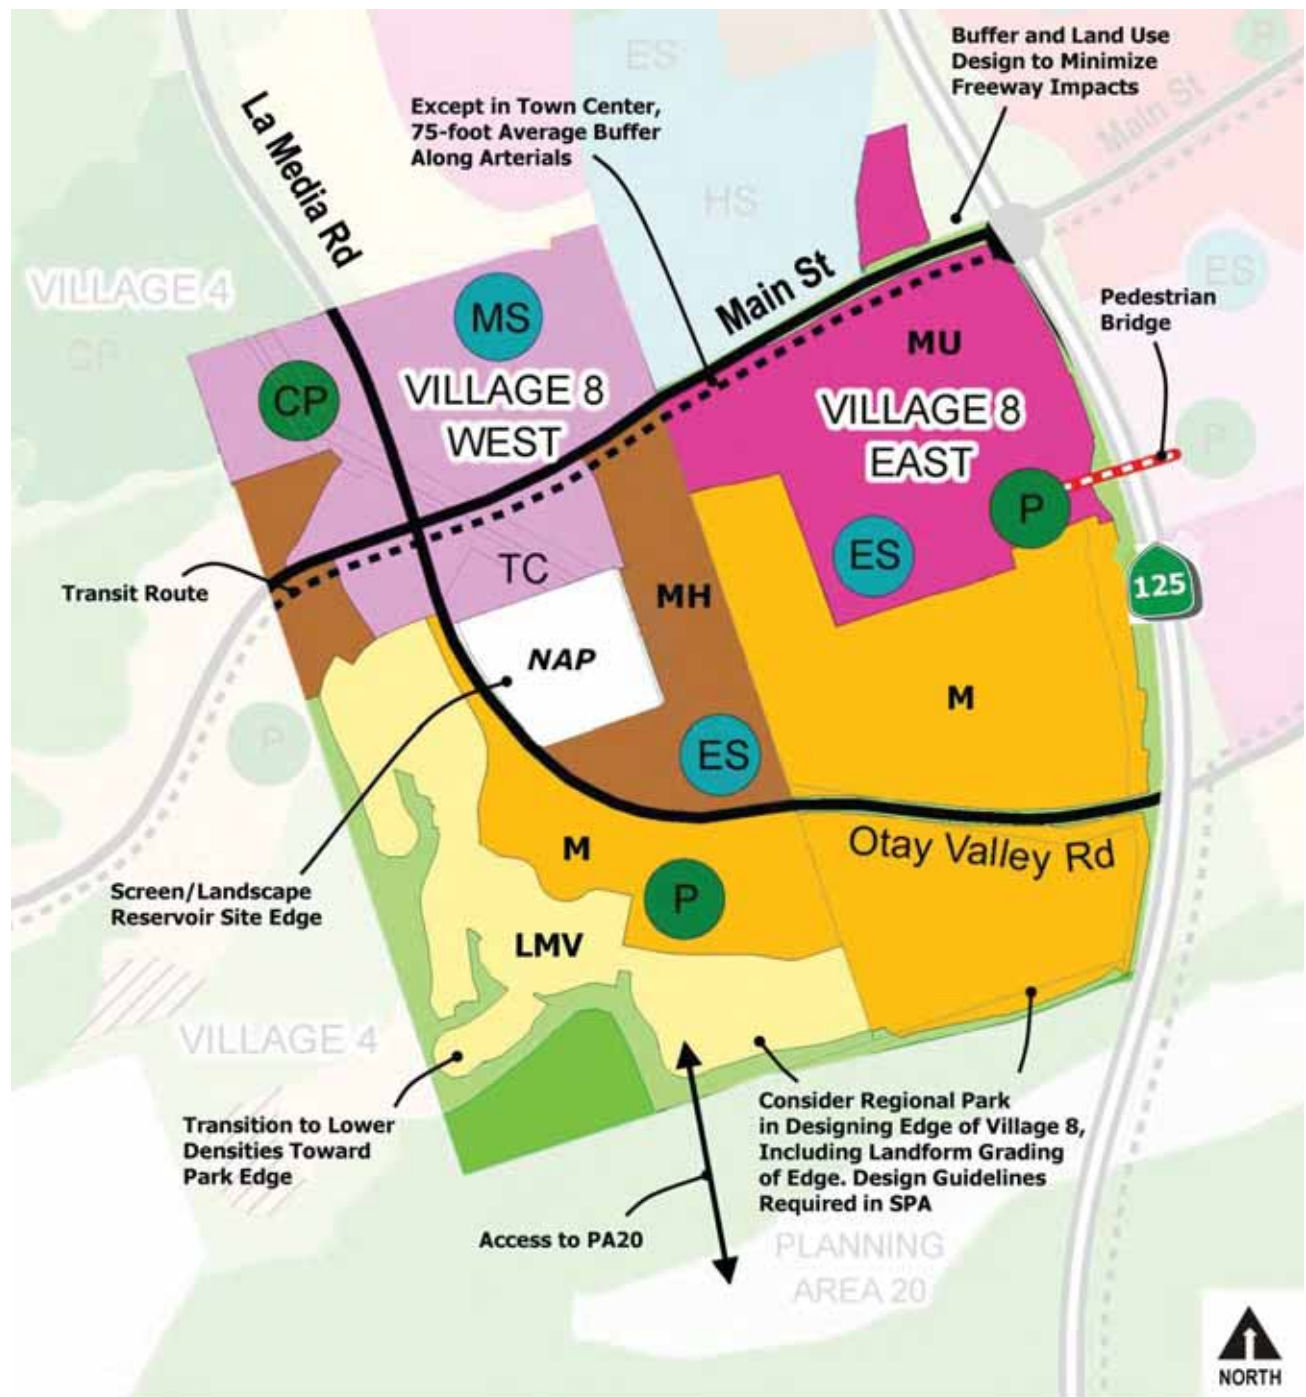 Buffer and Land Use
Design to Minimize
Freeway Impacts
P
ES
Except in Town Center,
75-foot Average Buffer
Along Arterials
La Media Rd
Main St
HS
Main St
ES
VILLAGE 4
CP
MS
Pedestrian
Bridge
MU
CP
VILLAGE 8
WEST
VILLAGE 8
EAST
P
P
ES
TC
Transit Route
MH
125
NAP
M
P
ES
Otay Valley Rd
M
P
Screen/Landscape
Reservoir Site Edge
LMV
VILLAGE 4
Transition to Lower
Densities Toward
Park Edge
Consider Regional Park
in Designing Edge of Village 8,
Including Landform Grading
of Edge. Design Guidelines
Required in SPA
Access to PA20
PLANNING
AREA 20
NORTH